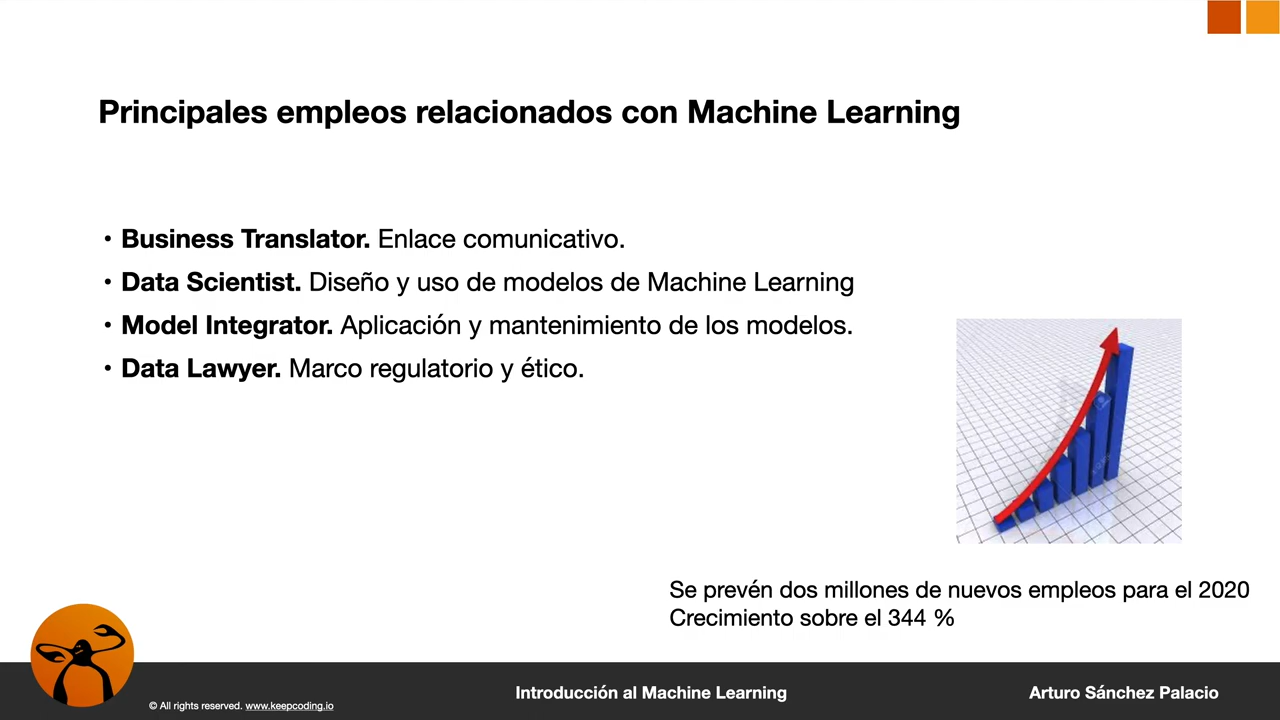 Principales empleos relacionados con Machine Learning
• Business Translator. Enlace comunicativo.
• Data Scientist. Diseño y uso de modelos de Machine Learning
• Model Integrator. Aplicación y mantenimiento de los modelos.
• Data Lawyer. Marco regulatorio y ético.
Se prevén dos millones de nuevos empleos para el 2020
Crecimiento sobre el 344 %
© All rights reserved. www.keepcoding.io
Introducción al Machine Learning
Arturo Sánchez Palacio